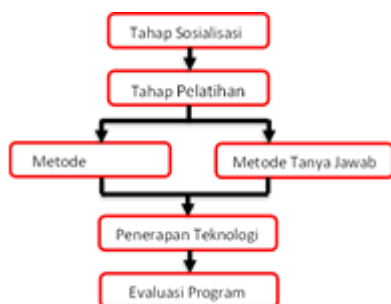 Tahap Sosialisasi
Tahap Pelatihan
Metode
Metode Tanya Jawab
Penerapan Teknologi
Evaluasi Program